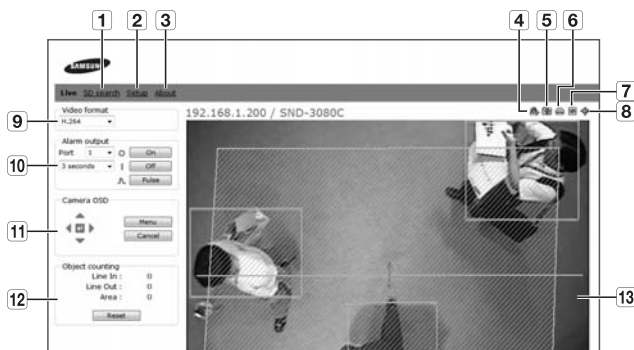 1 2 3 4 5 6 7 8
SAMSUNG
Live SD search Setup About
Video format
H.264
192.168.1.200 / SND-3080C
9
Alarm output
Port 1 On
10
3 seconds Off
Pulse
Camera OSD
11
Menu
Cancel
Object counting
Line In : 0
12
Line Out : 0
Area : 0
Reset
13